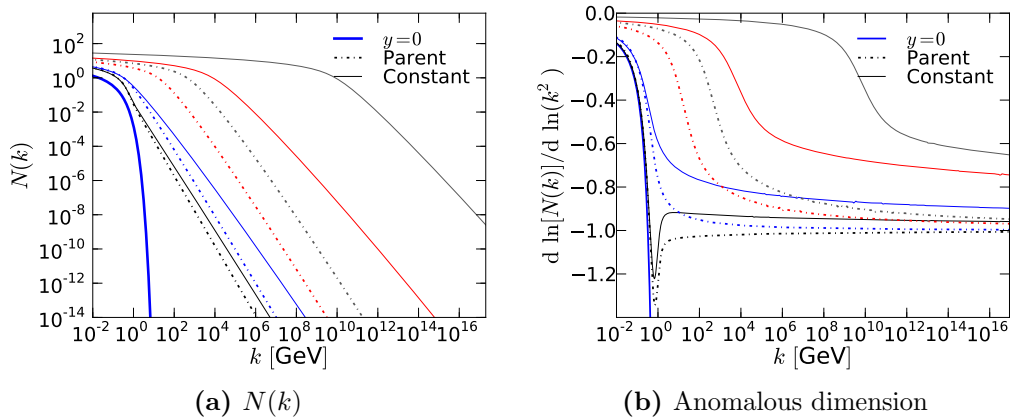 N(k)
10^2
10^0
10^-2
10^-4
10^-6
10^-8
10^-10
10^-12
10^-14
10^-2 10^0 10^2 10^4 10^6 10^8 10^10 10^12 10^14 10^16
k [GeV]
y=0
Parent
Constant
(a) N(k)
d ln[N(k)]/d ln(k^2 )
0.0
−0.2
−0.4
−0.6
−0.8
−1.0
−1.2
10^-2 10^0 10^2 10^4 10^6 10^8 10^10 10^12 10^14 10^16
k [GeV]
y=0
Parent
Constant
(b) Anomalous dimension